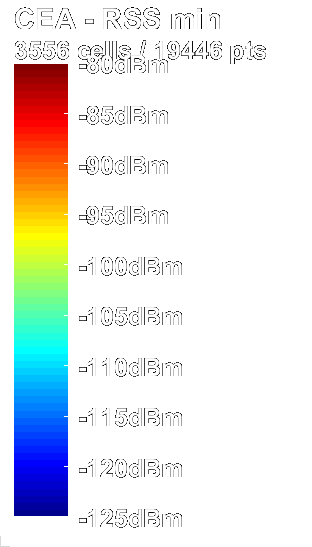 CEA - RSS min
3556 cells / 19446 pts
-80dBm
-85dBm
-90dBm
-95dBm
-100dBm
-105dBm
-110dBm
-115dBm
-120dBm
-125dBm